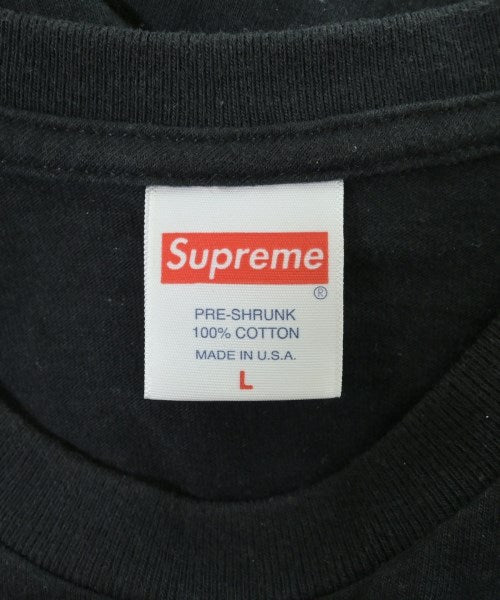 Supreme
®
PRE-SHRUNK
100% COTTON
MADE IN U.S.A.
L